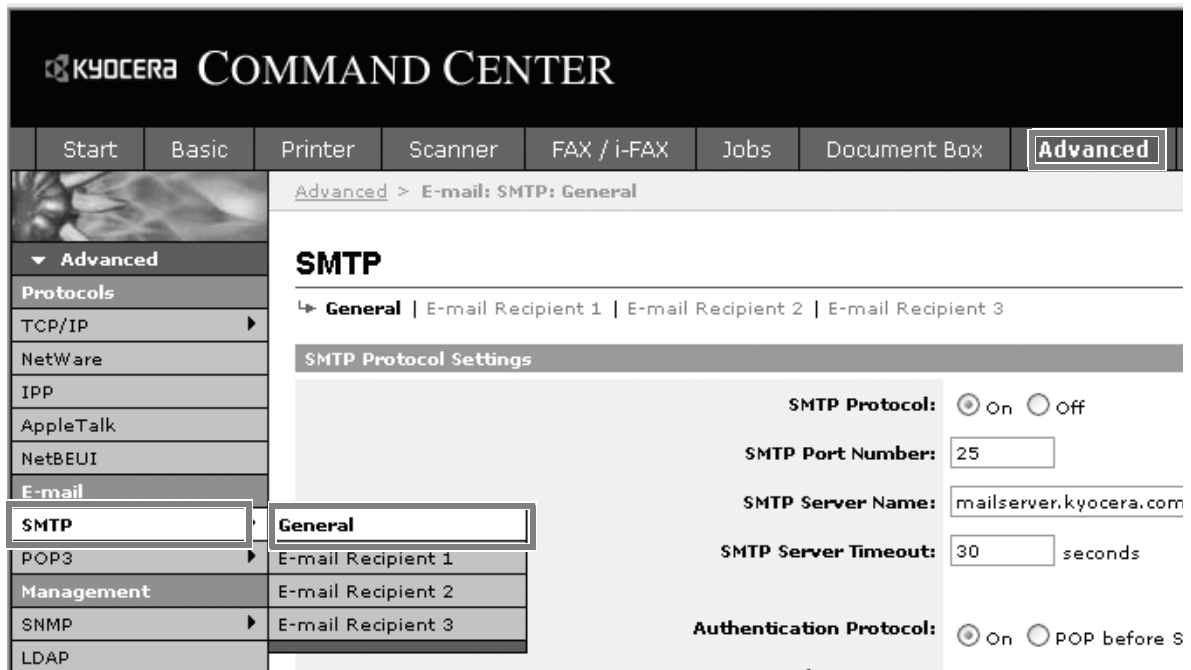 KYOCERA COMMAND CENTER
Start Basic Printer Scanner FAX / i-FAX Jobs Document Box Advanced
Advanced > E-mail: SMTP: General
Advanced
Protocols
TCP/IP
NetWare
IPP
AppleTalk
NetBEUI
E-mail
SMTP
POP3
Management
SNMP
LDAP
General
E-mail Recipient 1
E-mail Recipient 2
E-mail Recipient 3
SMTP
General | E-mail Recipient 1 | E-mail Recipient 2 | E-mail Recipient 3
SMTP Protocol Settings
SMTP Protocol: On Off
SMTP Port Number: 25
SMTP Server Name: mailserver.kyocera.com
SMTP Server Timeout: 30 seconds
Authentication Protocol: On POP before S